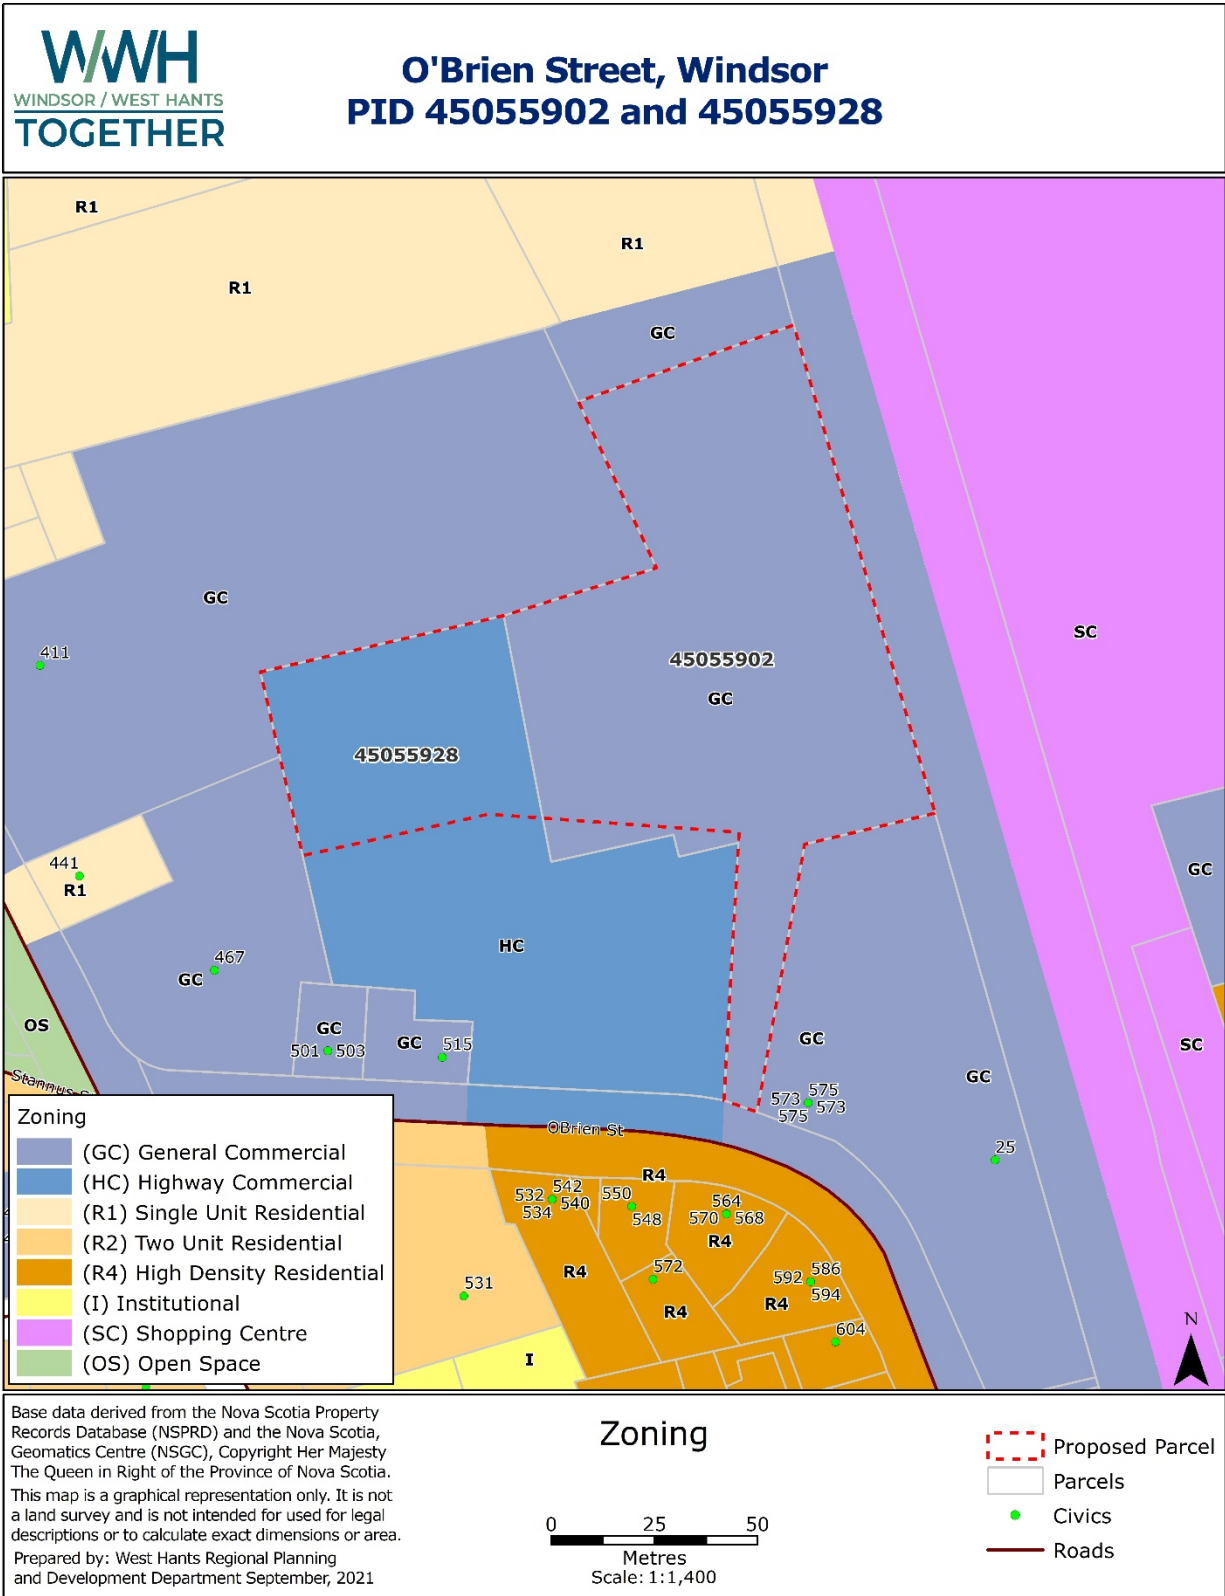 WWH
WINDSOR / WEST HANTS
TOGETHER
O'Brien Street, Windsor
PID 45055902 and 45055928
R1
R1
R1
GC
GC
411
SC
45055902
GC
45055928
441
R1
GC
HC
467
GC
OS
GC
501 503
GC
515
GC
SC
GC
573 575
575 573
25
Stannus S
OBrien St
R4
532 542
534 540
550
548
564
570 568
R4
572
R4
R4
592 586
594
R4
604
531
I
N
Zoning
(GC) General Commercial
(HC) Highway Commercial
(R1) Single Unit Residential
(R2) Two Unit Residential
(R4) High Density Residential
(I) Institutional
(SC) Shopping Centre
(OS) Open Space
Base data derived from the Nova Scotia Property
Records Database (NSPRD) and the Nova Scotia,
Geomatics Centre (NSGC), Copyright Her Majesty
The Queen in Right of the Province of Nova Scotia.
This map is a graphical representation only. It is not
a land survey and is not intended for used for legal
descriptions or to calculate exact dimensions or area.
Prepared by: West Hants Regional Planning
and Development Department September, 2021
Zoning
0 25 50
Metres
Scale: 1:1,400
Proposed Parcel
Parcels
Civics
Roads